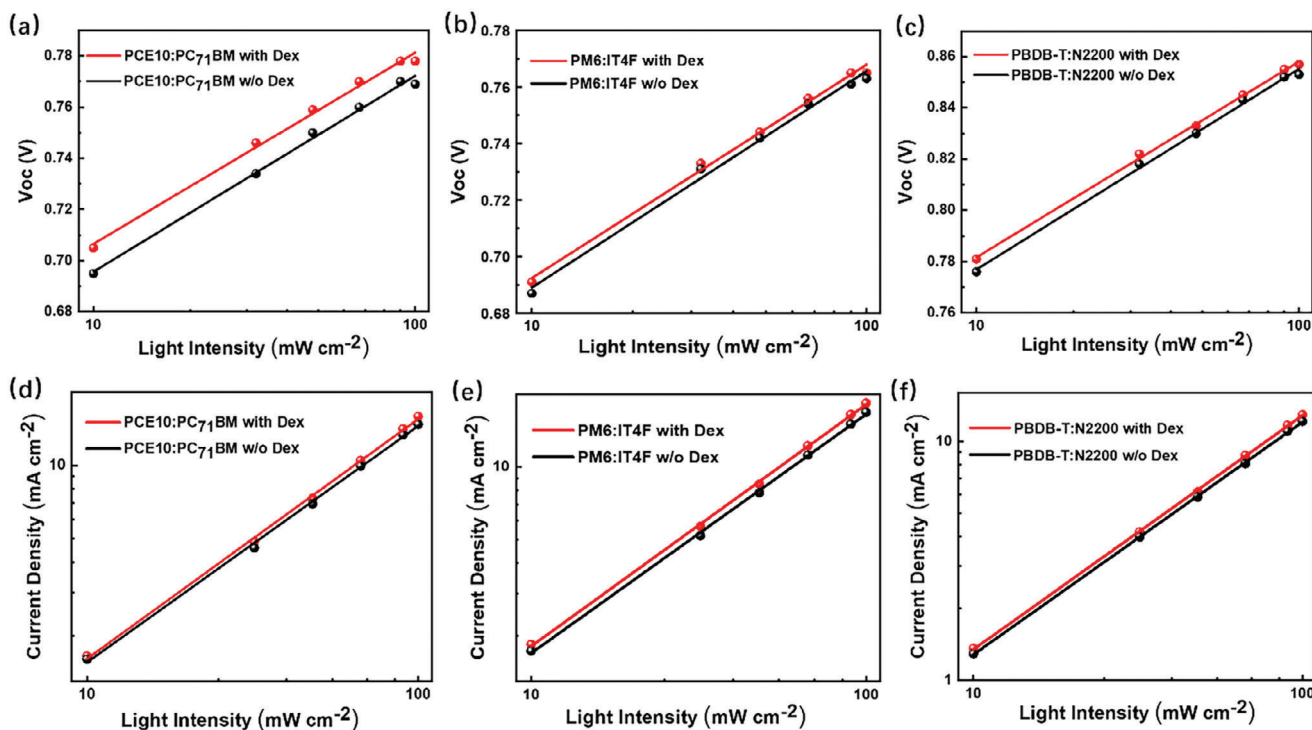 (a)
PCE10:PC71BM with Dex
PCE10:PC71BM w/o Dex
Voc (V)
0.78
0.76
0.74
0.72
0.70
0.68
10
100
Light Intensity (mW cm-2)
(b)
PM6:IT4F with Dex
PM6:IT4F w/o Dex
Voc (V)
0.78
0.76
0.74
0.72
0.70
0.68
10
100
Light Intensity (mW cm-2)
(c)
PBDB-T:N2200 with Dex
PBDB-T:N2200 w/o Dex
Voc (V)
0.86
0.84
0.82
0.80
0.78
0.76
10
100
Light Intensity (mW cm-2)
(d)
PCE10:PC71BM with Dex
PCE10:PC71BM w/o Dex
Current Density (mA cm-2)
10
10
100
Light Intensity (mW cm-2)
(e)
PM6:IT4F with Dex
PM6:IT4F w/o Dex
Current Density (mA cm-2)
10
10
100
Light Intensity (mW cm-2)
(f)
PBDB-T:N2200 with Dex
PBDB-T:N2200 w/o Dex
Current Density (mA cm-2)
10
1
10
100
Light Intensity (mW cm-2)